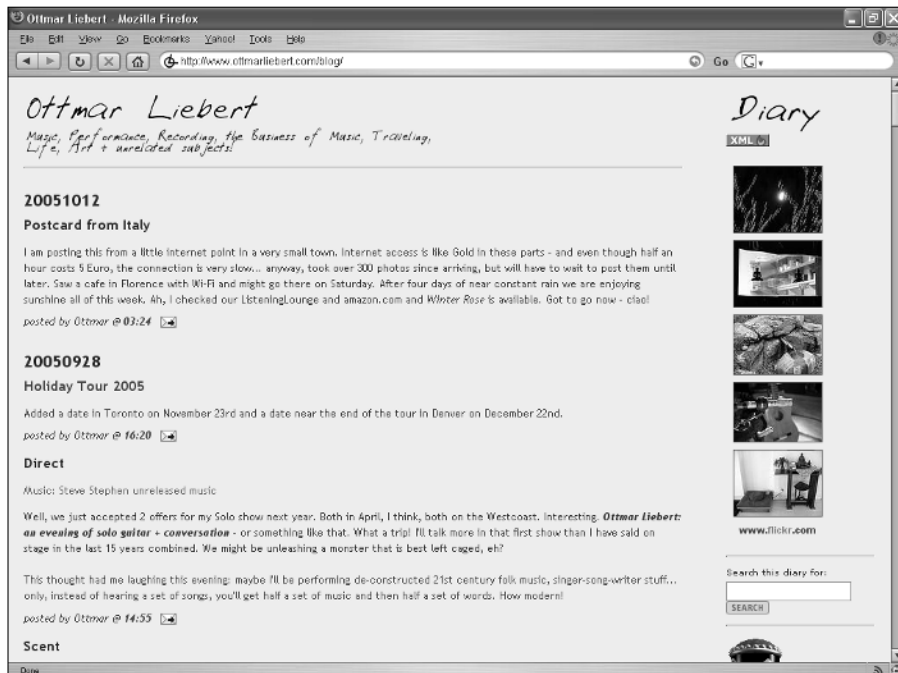 Ottmar Liebert - Mozilla Firefox
File Edit View Go Bookmarks Yahoo! Tools Help
http://www.ottmarliebert.com/blog/
Go
Ottmar Liebert
Music, Performance, Recording, the Business of Music, Traveling,
Life, Art + unrelated subjects!
20051012
Postcard from Italy
I am posting this from a little internet point in a very small town. Internet access is like Gold in these parts - and even though half an
hour costs 5 Euro, the connection is very slow... anyway, took over 300 photos since arriving, but will have to wait to post them until
later. Saw a cafe in Florence with Wi-Fi and might go there on Saturday. After four days of near constant rain we are enjoying
sunshine all of this week. Ah, I checked our ListeningLounge and amazon.com and Winter Rose is available. Got to go now - ciao!
posted by Ottmar @ 03:24
20050928
Holiday Tour 2005
Added a date in Toronto on November 23rd and a date near the end of the tour in Denver on December 22nd.
posted by Ottmar @ 16:20
Direct
Music: Steve Stephen unreleased music
Well, we just accepted 2 offers for my Solo show next year. Both in April, I think, both on the Westcoast. Interesting. Ottmar Liebert:
an evening of solo guitar + conversation - or something like that. What a trip! I'll talk more in that first show than I have said on
stage in the last 15 years combined. We might be unleashing a monster that is best left caged, eh?
This thought had me laughing this evening: maybe I'll be performing de-constructed 21st century folk music, singer-song-writer stuff...
only, instead of hearing a set of songs, you'll get half a set of music and then half a set of words. How modern!
posted by Ottmar @ 14:55
Scent
Diary
XML
www.flickr.com
Search this diary for:
SEARCH
Done